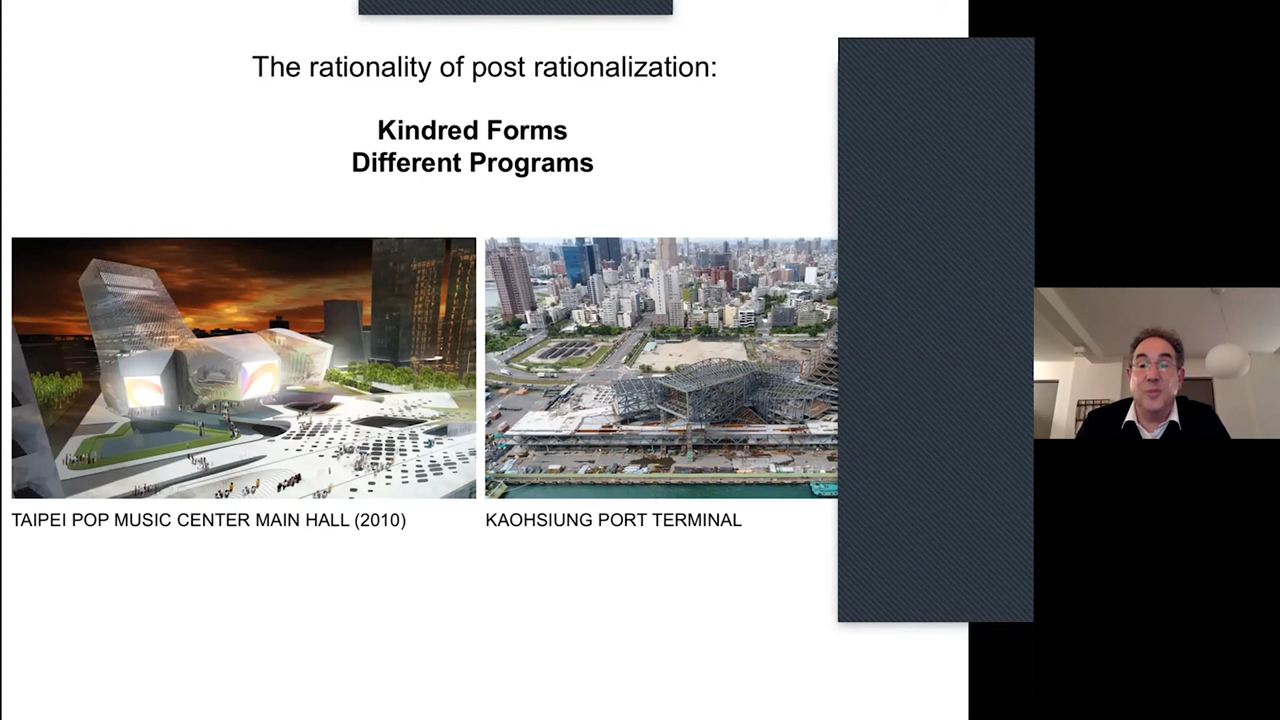 The rationality of post rationalization:
Kindred Forms
Different Programs
TAIPEI POP MUSIC CENTER MAIN HALL (2010)
KAOHSIUNG PORT TERMINAL